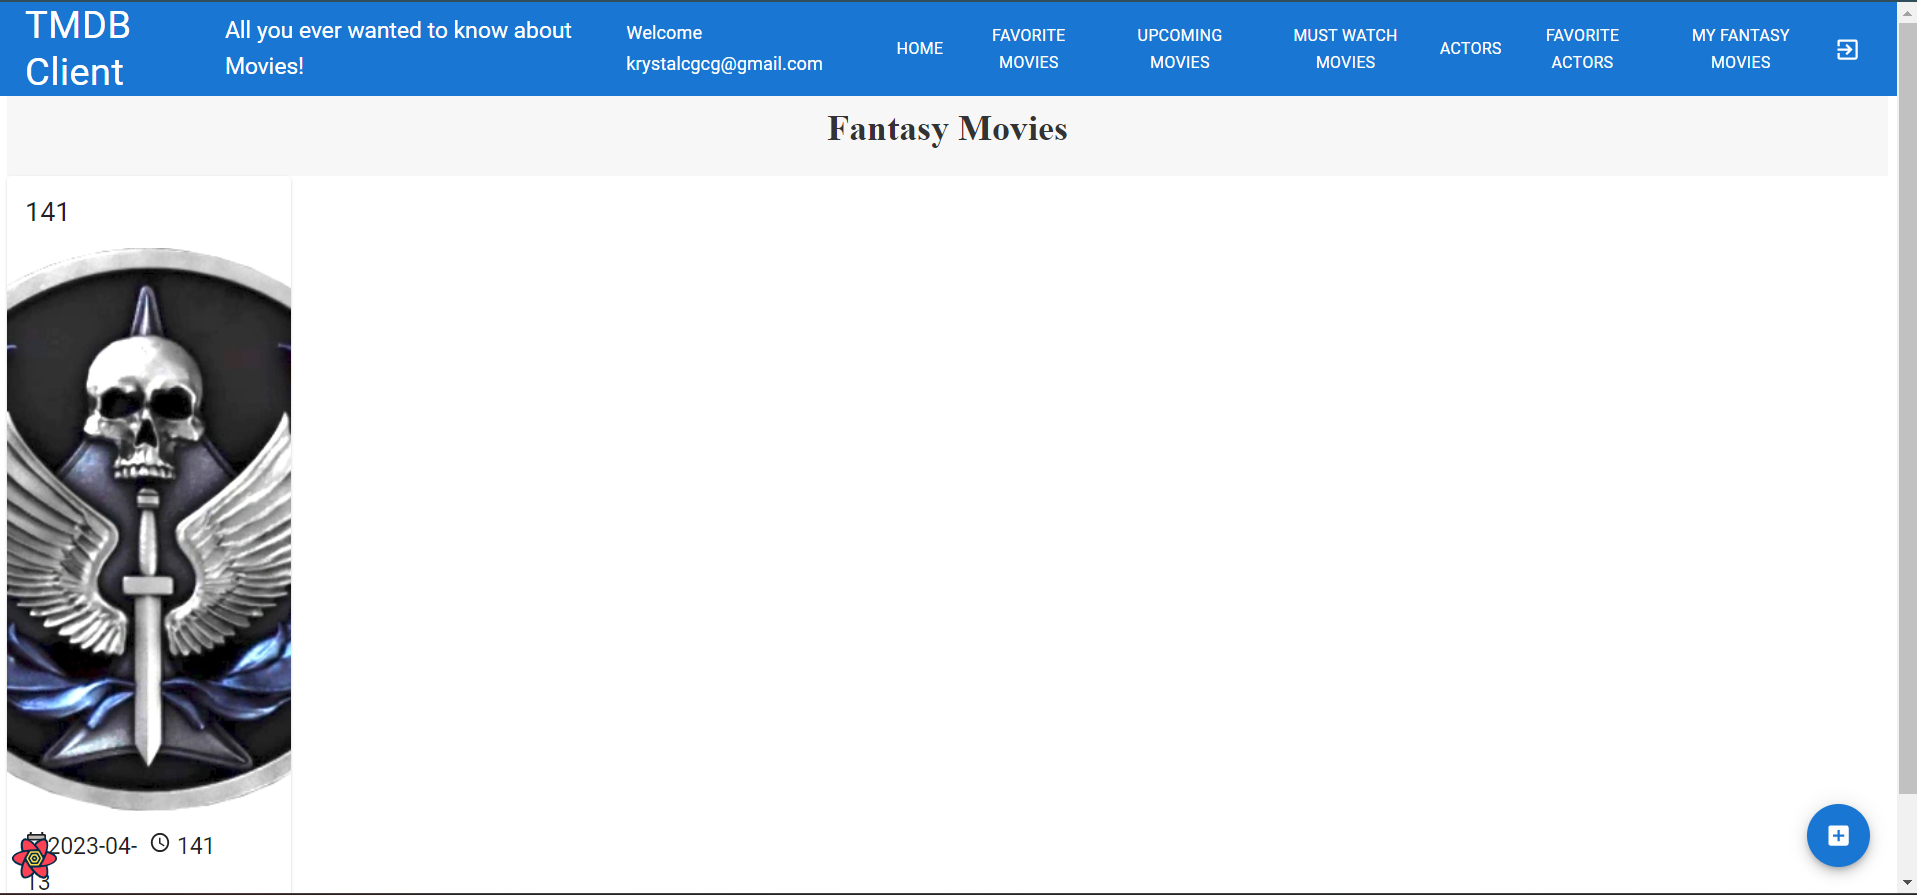 TMDB
Client
All you ever wanted to know about
Movies!
Welcome
krystalcgcg@gmail.com
HOME
FAVORITE
MOVIES
UPCOMING
MOVIES
MUST WATCH
MOVIES
ACTORS
FAVORITE
ACTORS
MY FANTASY
MOVIES
Fantasy Movies
141
2023-04-
13
141